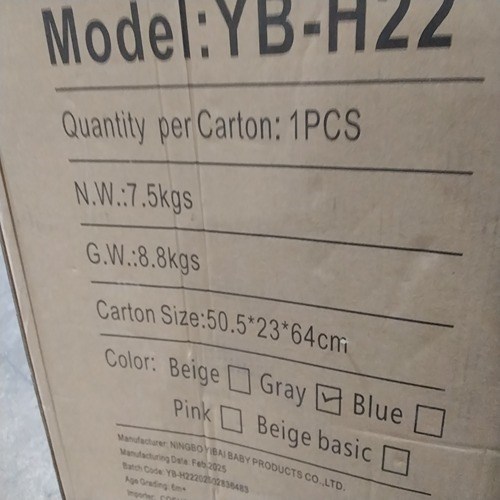 Model:YB-H22
Quantity per Carton: 1PCS
N.W.:7.5kgs
G.W.:8.8kgs
Carton Size:50.5*23*64cm
Color: Beige ☐ Gray ☑ Blue ☐
Pink ☐ Beige basic ☐
Manufacturer: NINGBO YIBAI BABY PRODUCTS CO.,LTD.
Manufacturing Date: Feb 2025
Batch Code:
Age Grading: 6m+
Importer: